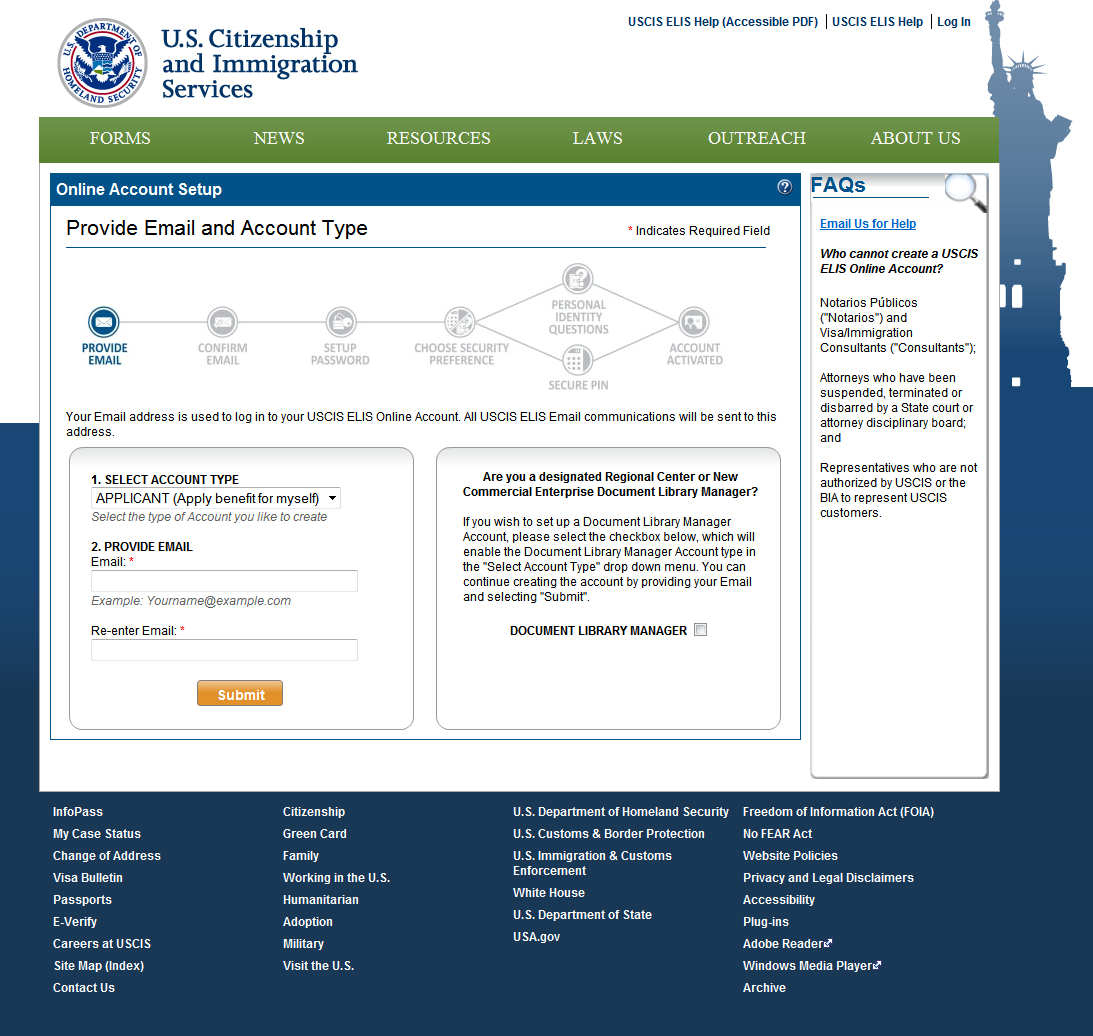 USCIS ELIS Help (Accessible PDF) | USCIS ELIS Help | Log In
U.S. DEPARTMENT OF HOMELAND SECURITY
U.S. Citizenship
and Immigration
Services
FORMS NEWS RESOURCES LAWS OUTREACH ABOUT US
Online Account Setup
?
Provide Email and Account Type
* Indicates Required Field
PROVIDE
EMAIL
CONFIRM
EMAIL
SETUP
PASSWORD
CHOOSE SECURITY
PREFERENCE
PERSONAL
IDENTITY
QUESTIONS
SECURE PIN
ACCOUNT
ACTIVATED
Your Email address is used to log in to your USCIS ELIS Online Account. All USCIS ELIS Email communications will be sent to this
address.
1. SELECT ACCOUNT TYPE
APPLICANT (Apply benefit for myself)
Select the type of Account you like to create
2. PROVIDE EMAIL
Email: *
Example: Yourname@example.com
Re-enter Email: *
Submit
Are you a designated Regional Center or New
Commercial Enterprise Document Library Manager?
If you wish to set up a Document Library Manager
Account, please select the checkbox below, which will
enable the Document Library Manager Account type in
the "Select Account Type" drop down menu. You can
continue creating the account by providing your Email
and selecting "Submit".
DOCUMENT LIBRARY MANAGER
FAQs
Email Us for Help
Who cannot create a USCIS
ELIS Online Account?
Notarios Públicos
("Notarios") and
Visa/Immigration
Consultants ("Consultants");
Attorneys who have been
suspended, terminated or
disbarred by a State court or
attorney disciplinary board;
and
Representatives who are not
authorized by USCIS or the
BIA to represent USCIS
customers.
InfoPass
My Case Status
Change of Address
Visa Bulletin
Passports
E-Verify
Careers at USCIS
Site Map (Index)
Contact Us
Citizenship
Green Card
Family
Working in the U.S.
Humanitarian
Adoption
Military
Visit the U.S.
U.S. Department of Homeland Security
U.S. Customs & Border Protection
U.S. Immigration & Customs
Enforcement
White House
U.S. Department of State
USA.gov
Freedom of Information Act (FOIA)
No FEAR Act
Website Policies
Privacy and Legal Disclaimers
Accessibility
Plug-ins
Adobe Reader
Windows Media Player
Archive